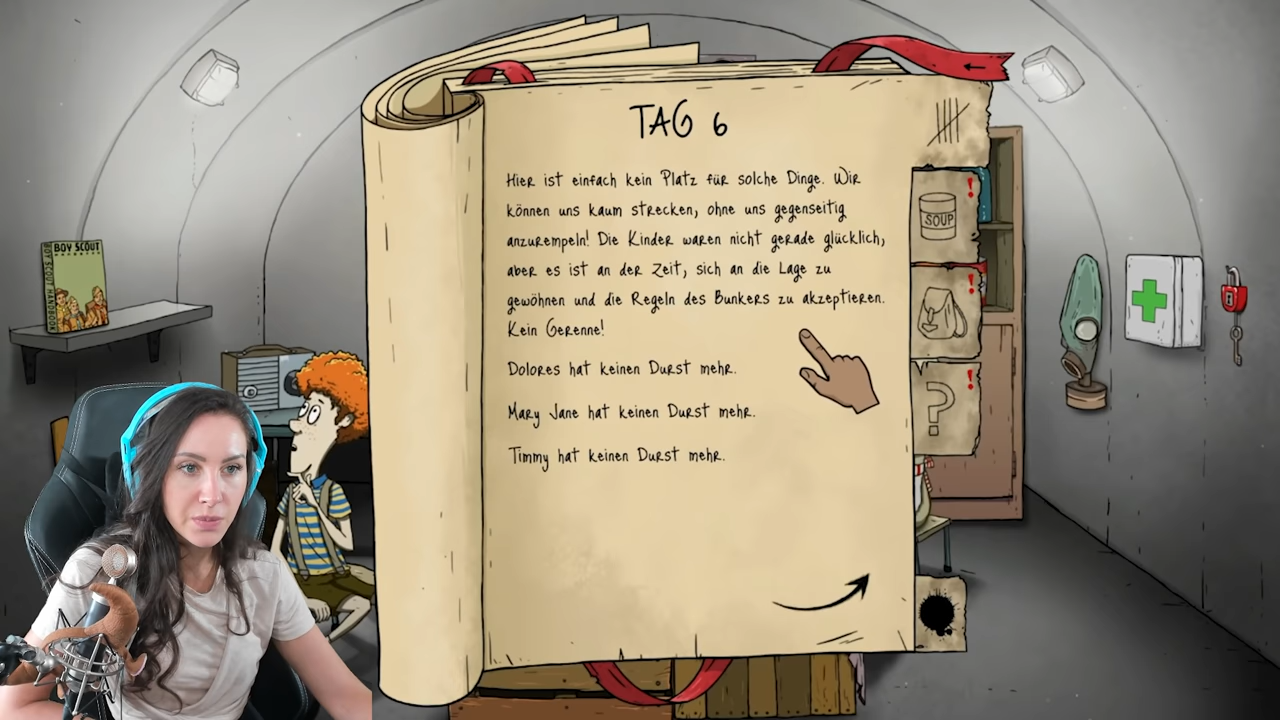 TAG 6
Hier ist einfach kein Platz für solche Dinge. Wir
können uns kaum strecken, ohne uns gegenseitig
anzurempeln! Die Kinder waren nicht gerade glücklich,
aber es ist an der Zeit, sich an die Lage zu
gewöhnen und die Regeln des Bunkers zu akzeptieren.
Kein Gerenne!
Dolores hat keinen Durst mehr.
Mary Jane hat keinen Durst mehr.
Timmy hat keinen Durst mehr.
!
SOUP
!
!
?
BOY SCOUT
BOY SCOUT HANDBOOK